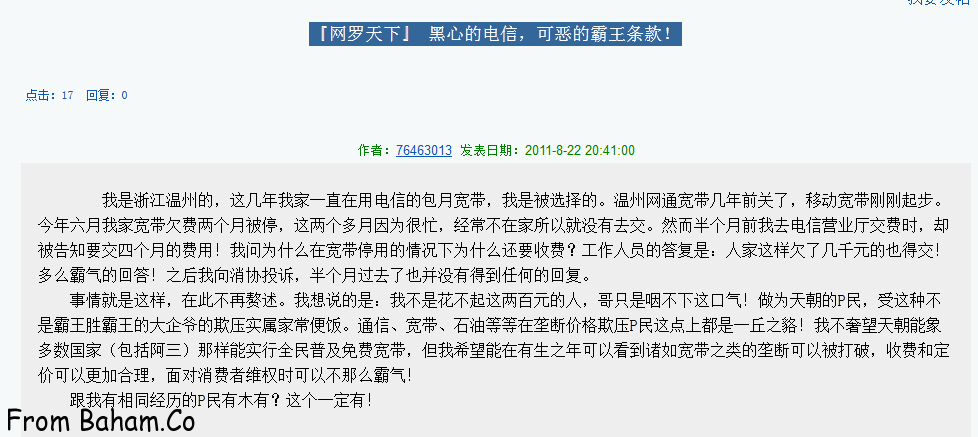 『网罗天下』 黑心的电信，可恶的霸王条款！
点击：17 回复：0
作者：76463013 发表日期：2011-8-22 20:41:00
我是浙江温州的，这几年我家一直在用电信的包月宽带，我是被选择的。温州网通宽带几年前关了，移动宽带刚刚起步。
今年六月我家宽带欠费两个月被停，这两个多月因为很忙，经常不在家所以就没有去交。然而半个月前我去电信营业厅交费时，却
被告知要交四个月的费用！我问为什么在宽带停用的情况下为什么还要收费？工作人员的答复是：人家这样欠了几千元的也得交！
多么霸气的回答！之后我向消协投诉，半个月过去了也并没有得到任何的回复。
事情就是这样，在此不再赘述。我想说的是：我不是花不起这两百元的人，哥只是咽不下这口气！做为天朝的P民，受这种不
是霸王胜霸王的大企爷的欺压实属家常便饭。通信、宽带、石油等等在垄断价格欺压P民这点上都是一丘之貉！我不奢望天朝能象
多数国家（包括阿三）那样能实行全民普及免费宽带，但我希望能在有生之年可以看到诸如宽带之类的垄断可以被打破，收费和定
价可以更加合理，面对消费者维权时可以不那么霸气！
跟我有相同经历的P民有木有？这个一定有！
From Baham.Co